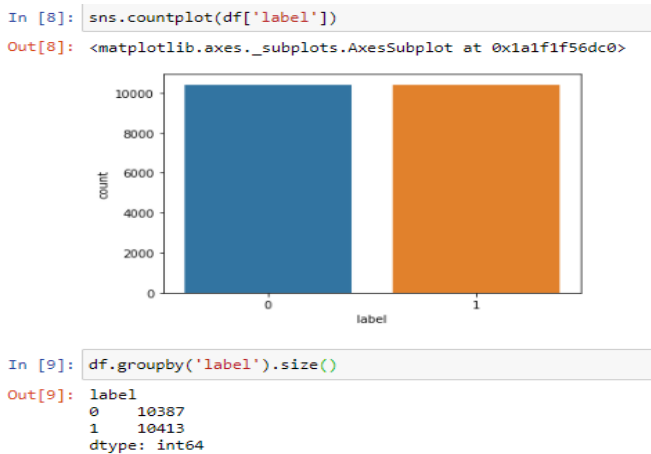 In [8]: sns.countplot(df['label'])
Out[8]: <matplotlib.axes._subplots.AxesSubplot at 0x1a1f1f56dc0>
10000
8000
6000
4000
2000
0
count
0 1
label
In [9]: df.groupby('label').size()
Out[9]: label
0    10387
1    10413
dtype: int64